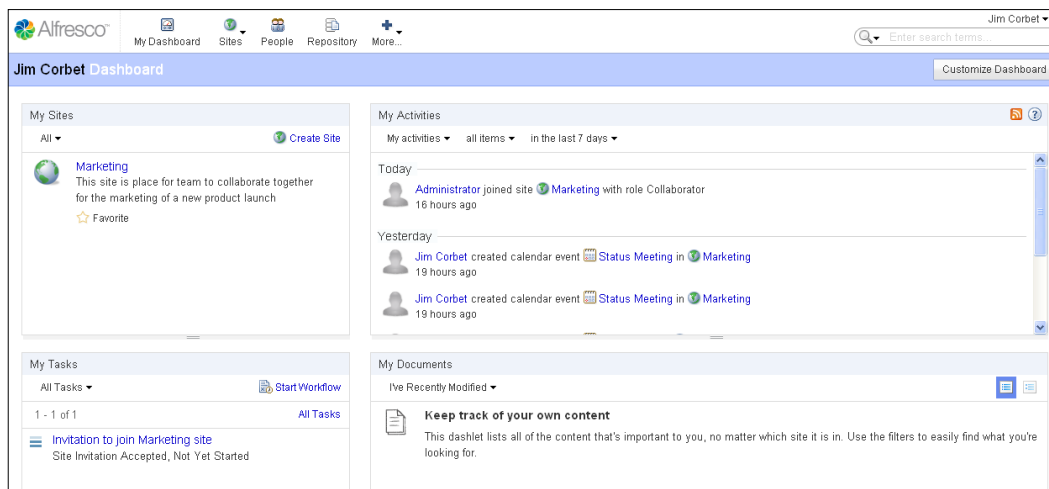 Alfresco™
My Dashboard Sites People Repository More...
Jim Corbet
Enter search terms...
Jim Corbet Dashboard
Customize Dashboard
My Sites
All
Create Site
Marketing
This site is place for team to collaborate together
for the marketing of a new product launch
Favorite
My Activities
My activities all items in the last 7 days
Today
Administrator joined site Marketing with role Collaborator
16 hours ago
Yesterday
Jim Corbet created calendar event Status Meeting in Marketing
19 hours ago
Jim Corbet created calendar event Status Meeting in Marketing
19 hours ago
My Tasks
All Tasks
Start Workflow
1 - 1 of 1
All Tasks
Invitation to join Marketing site
Site Invitation Accepted, Not Yet Started
My Documents
I've Recently Modified
Keep track of your own content
This dashlet lists all of the content that's important to you, no matter which site it is in. Use the filters to easily find what you're
looking for.